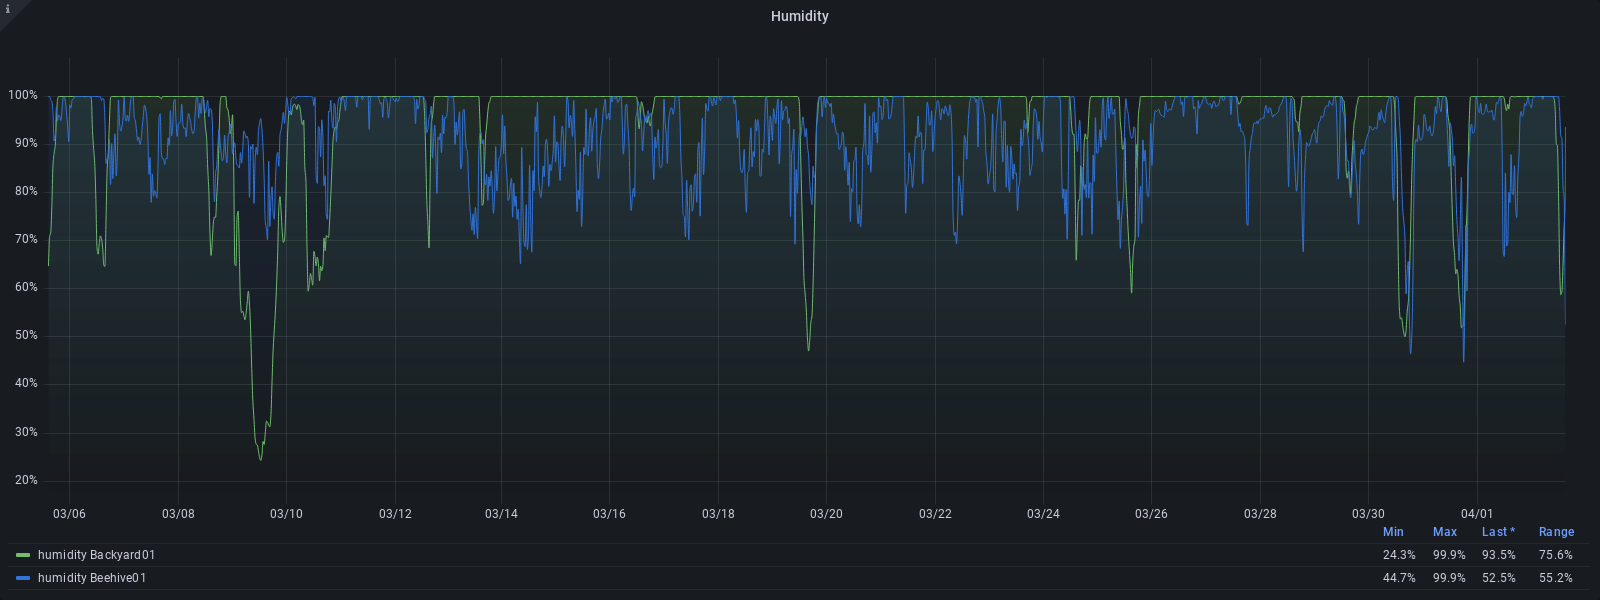 i
Humidity
100%
90%
80%
70%
60%
50%
40%
30%
20%
03/06 03/08 03/10 03/12 03/14 03/16 03/18 03/20 03/22 03/24 03/26 03/28 03/30 04/01
Min Max Last * Range
humidity Backyard01 24.3% 99.9% 93.5% 75.6%
humidity Beehive01 44.7% 99.9% 52.5% 55.2%